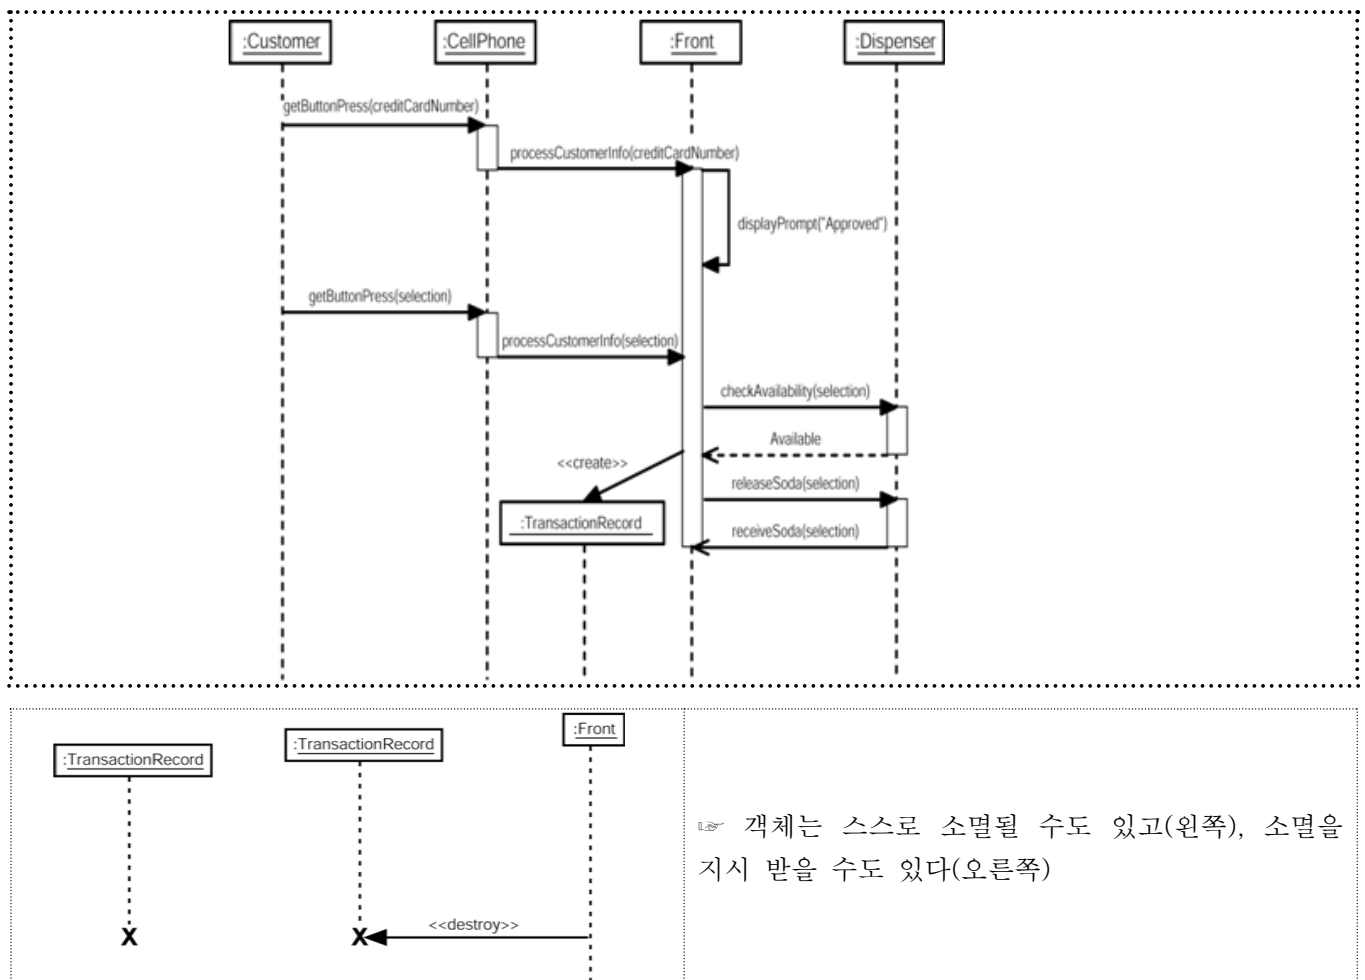 :Customer
:CellPhone
:Front
:Dispenser
getButtonPress(creditCardNumber)
processCustomerInfo(creditCardNumber)
displayPrompt("Approved")
getButtonPress(selection)
processCustomerInfo(selection)
checkAvailability(selection)
Available
<<create>>
releaseSoda(selection)
:TransactionRecord
receiveSoda(selection)
:TransactionRecord
:TransactionRecord
:Front
X
X
<<destroy>>
☞ 객체는 스스로 소멸될 수도 있고(왼쪽), 소멸을
지시 받을 수도 있다(오른쪽)